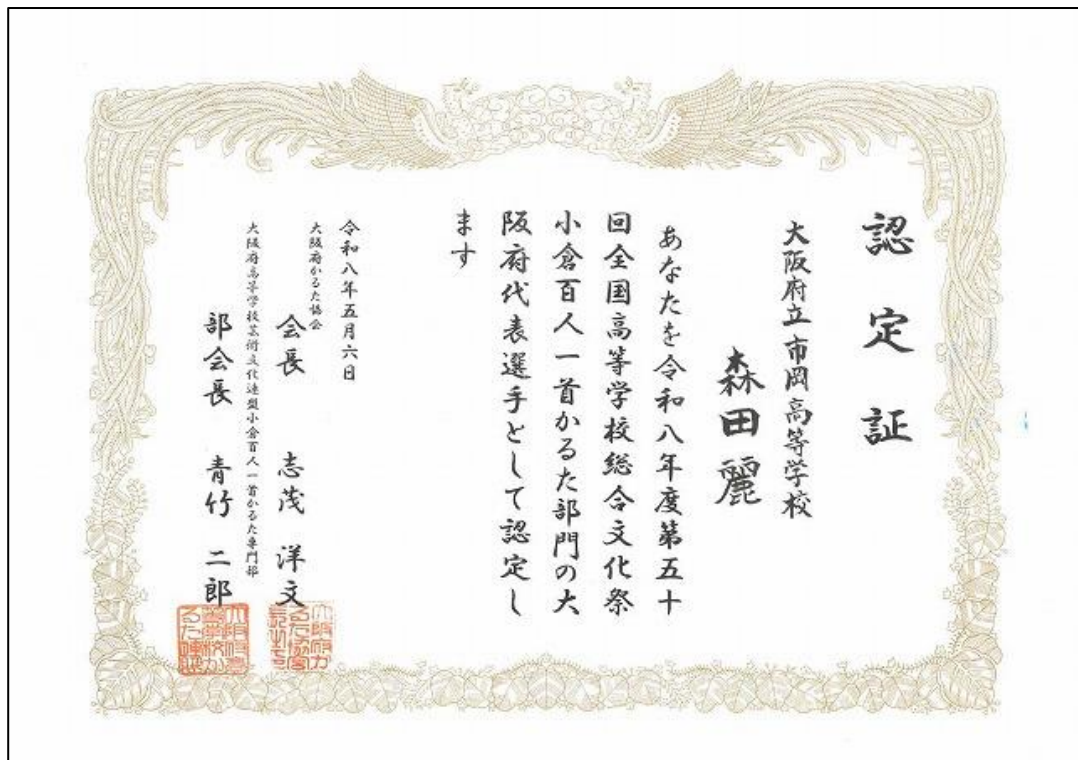 認定証
大阪府立市岡高等学校
森田麗
あなたを令和八年度第五十
回全国高等学校総合文化祭
小倉百人一首かるた部門の大
阪府代表選手として認定し
ます
令和八年五月六日
大阪府かるた協会
会長 志茂 洋文
大阪府高等学校芸術文化連盟小倉百人一首かるた専門部
部会長 青竹 二郎